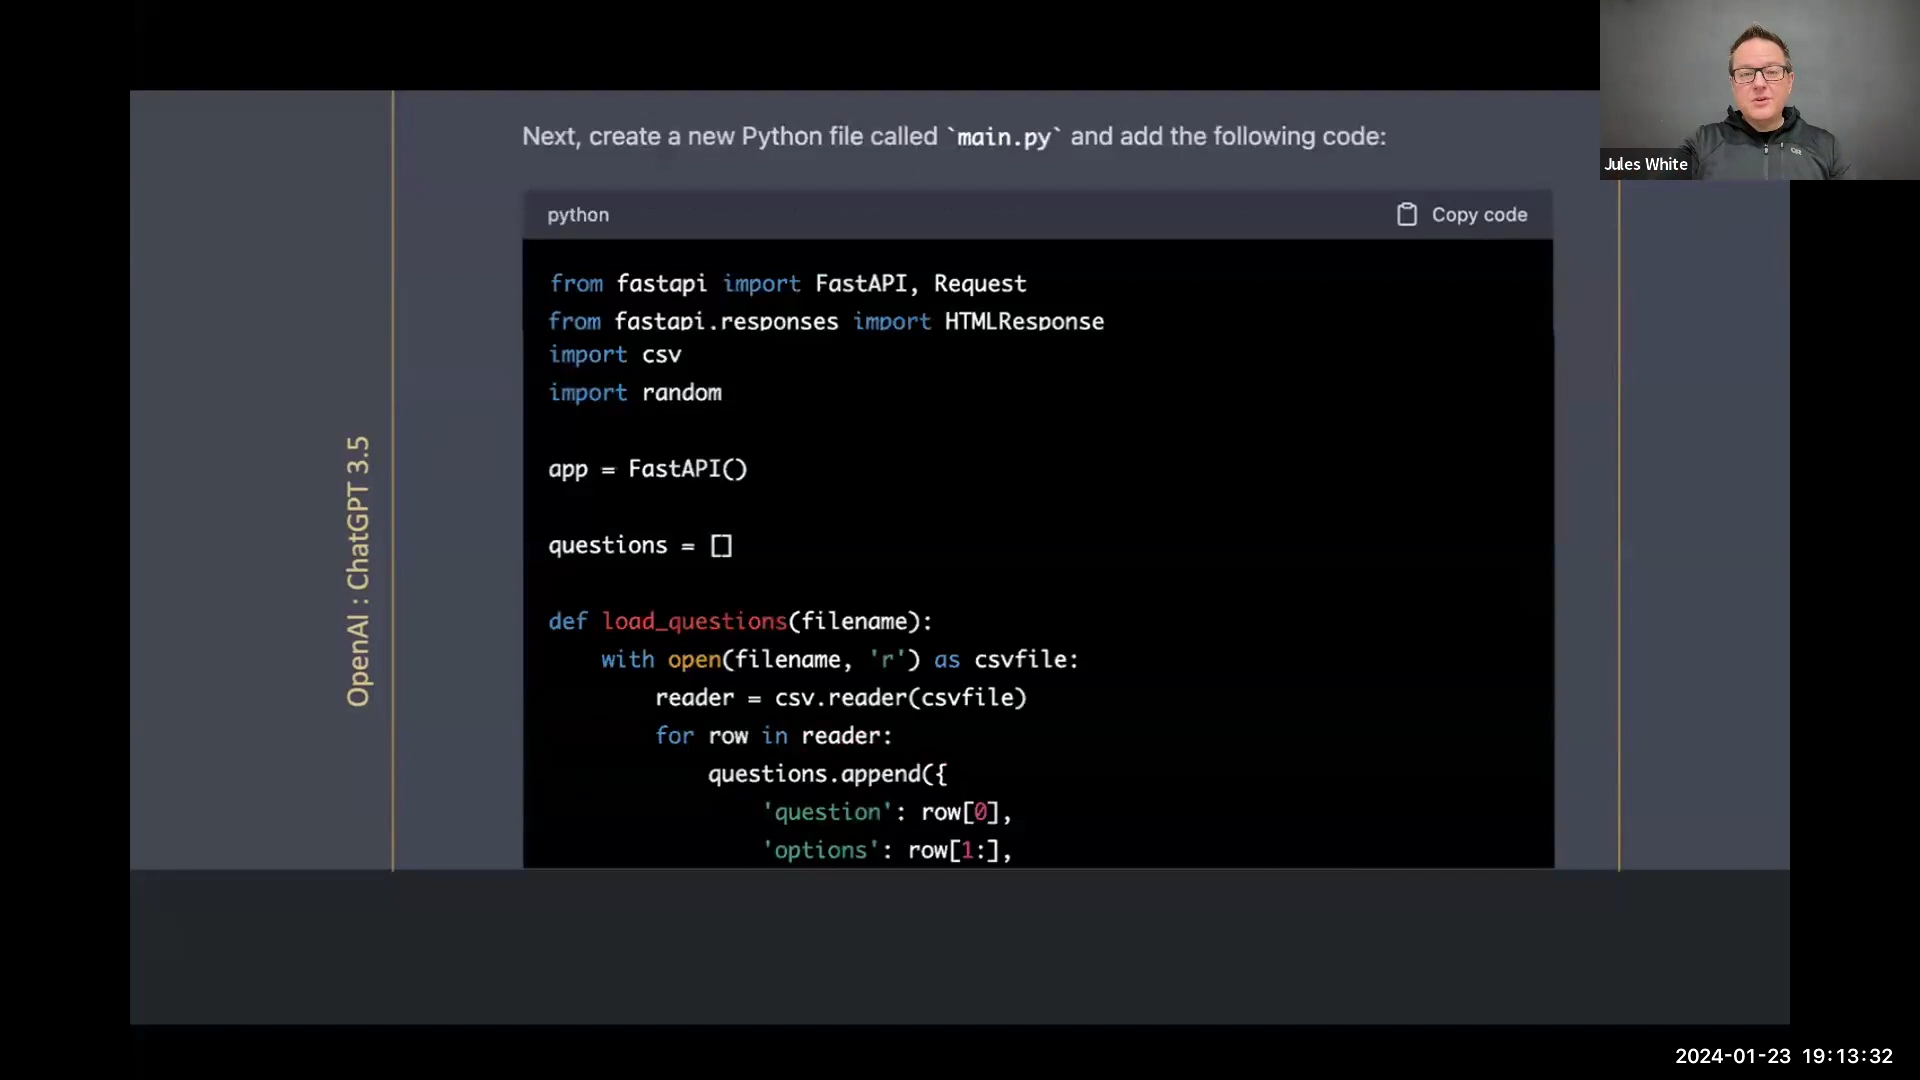 Next, create a new Python file called `main.py` and add the following code:
Jules White
python
Copy code
from fastapi import FastAPI, Request
from fastapi.responses import HTMLResponse
import csv
import random
app = FastAPI()
questions = []
def load_questions(filename):
    with open(filename, 'r') as csvfile:
        reader = csv.reader(csvfile)
        for row in reader:
            questions.append({
                'question': row[0],
                'options': row[1:],
OpenAI : ChatGPT 3.5
2024-01-23 19:13:32